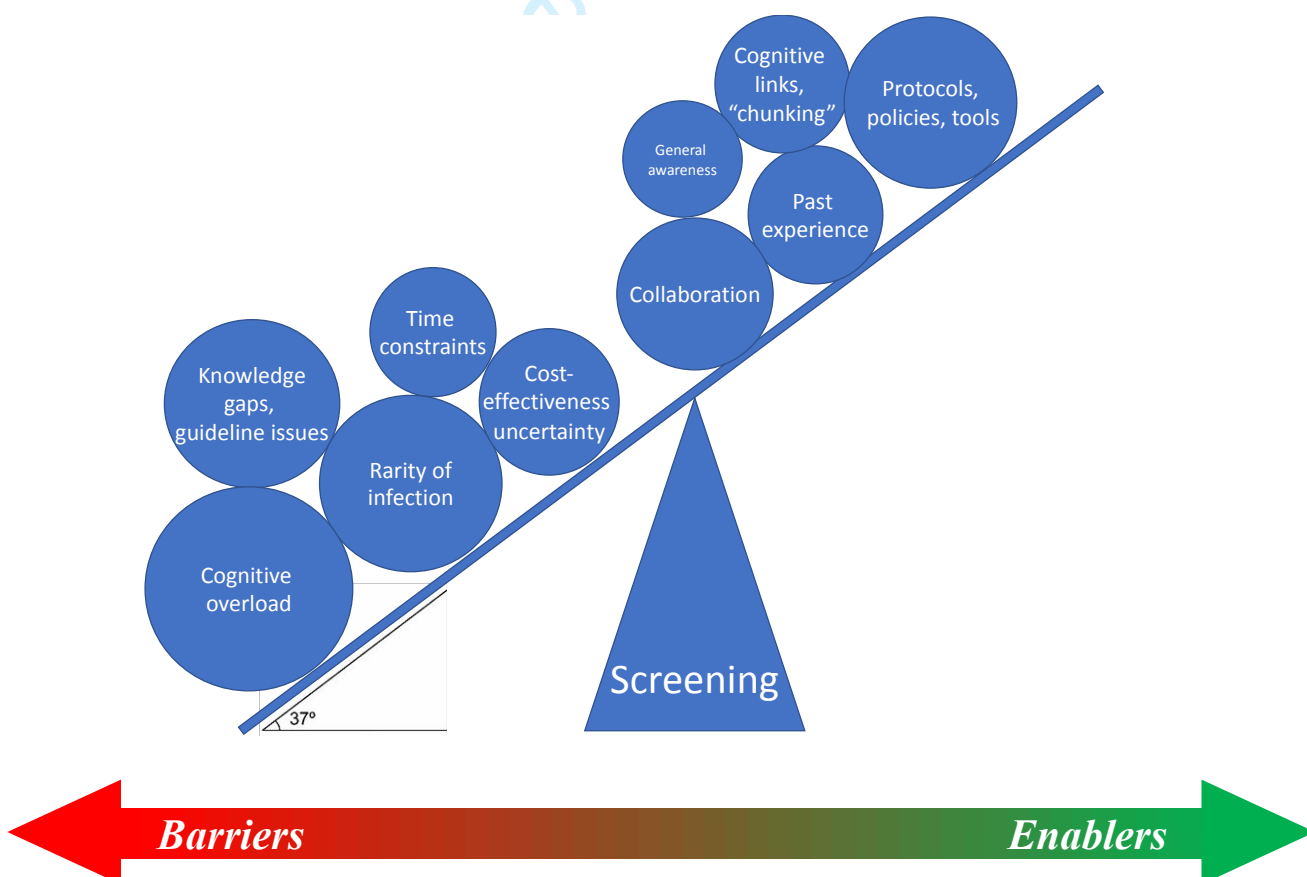 Cognitive
links,
“chunking”
Protocols,
policies, tools
General
awareness
Past
experience
Collaboration
Time
constraints
Knowledge
gaps,
guideline issues
Cost-
effectiveness
uncertainty
Rarity of
infection
Cognitive
overload
Screening
37º
Barriers
Enablers